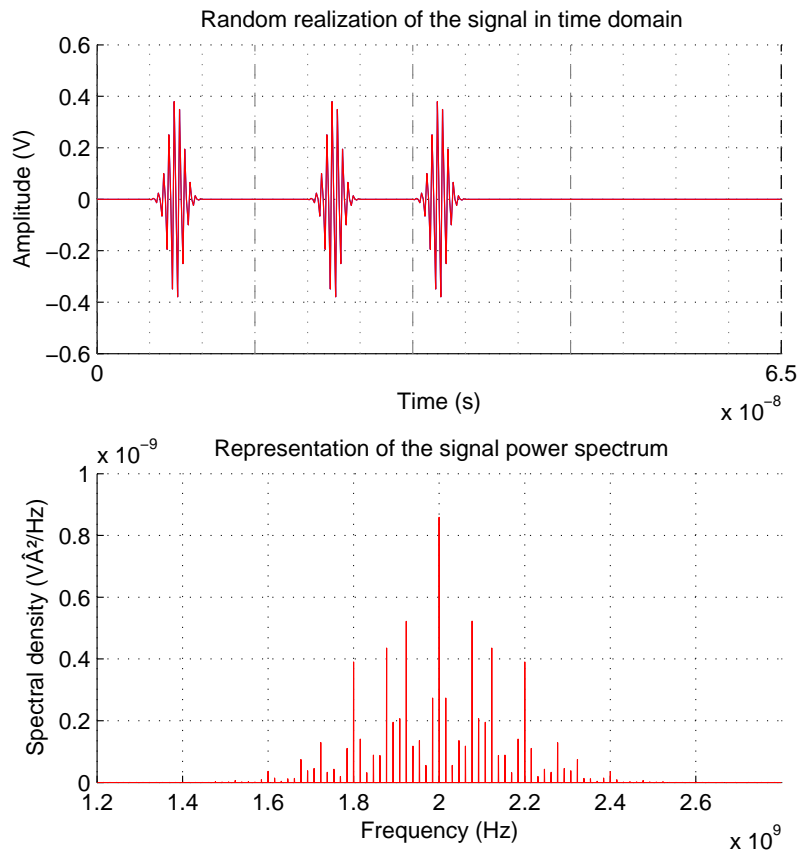 Random realization of the signal in time domain
0.6
0.4
0.2
0
−0.2
−0.4
−0.6
Amplitude (V)
0
6.5
x 10−8
Time (s)
Representation of the signal power spectrum
x 10−9
1
0.8
0.6
0.4
0.2
0
Spectral density (VÂ²/Hz)
1.2
1.4
1.6
1.8
2
2.2
2.4
2.6
x 10−9
Frequency (Hz)